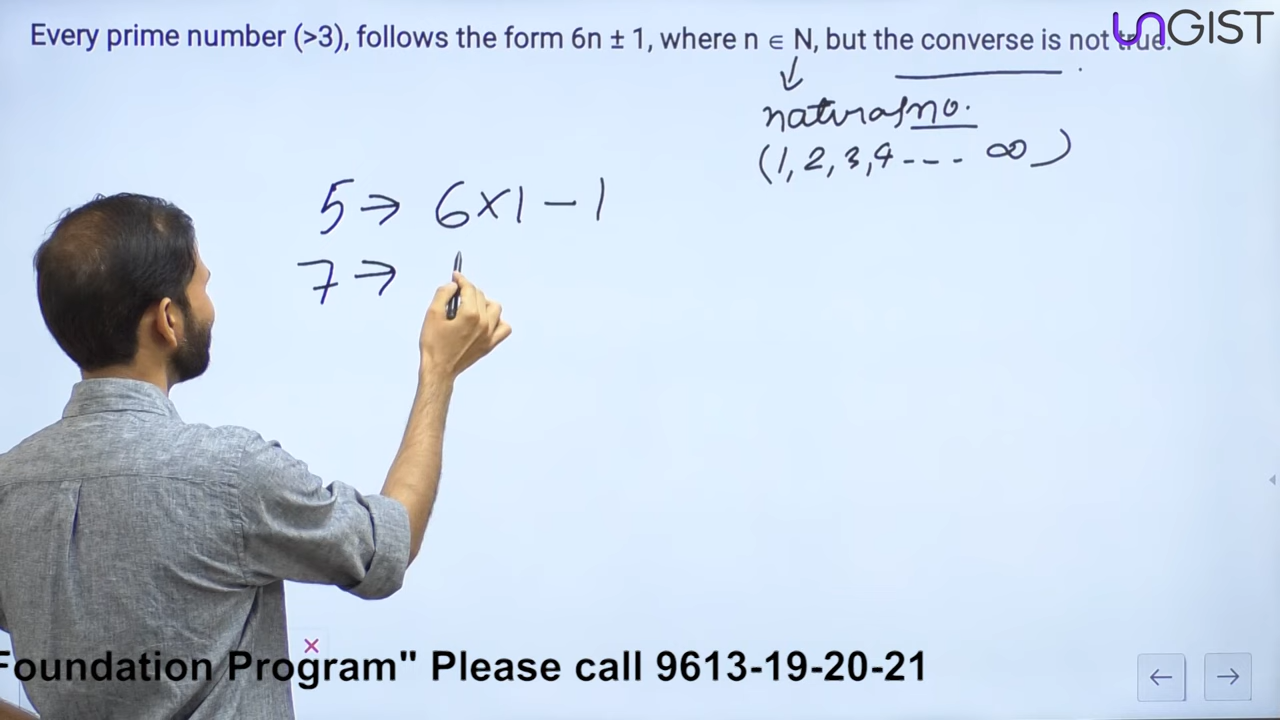 Every prime number (>3), follows the form 6n ± 1, where n ∈ N, but the converse is not true.
UNGIST
natural no.
(1, 2, 3, 4 --- ∞)
5 → 6×1 - 1
7 →
Foundation Program" Please call 9613-19-20-21